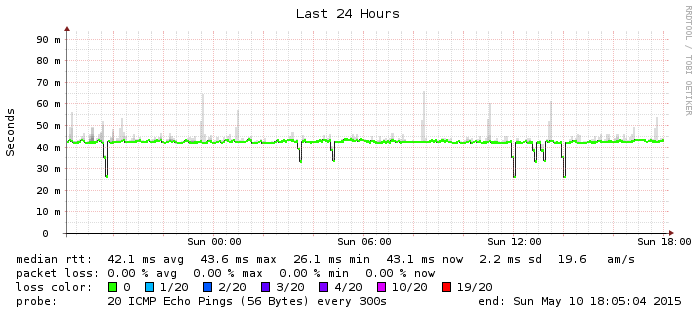 Last 24 Hours
RRDTOOL / TOBI OETIKER
Seconds
90 m
80 m
70 m
60 m
50 m
40 m
30 m
20 m
10 m
0
Sun 00:00 Sun 06:00 Sun 12:00 Sun 18:00
median rtt: 42.1 ms avg 43.6 ms max 26.1 ms min 43.1 ms now 2.2 ms sd 19.6 am/s
packet loss: 0.00 % avg 0.00 % max 0.00 % min 0.00 % now
loss color: 0 1/20 2/20 3/20 4/20 10/20 19/20
probe: 20 ICMP Echo Pings (56 Bytes) every 300s end: Sun May 10 18:05:04 2015